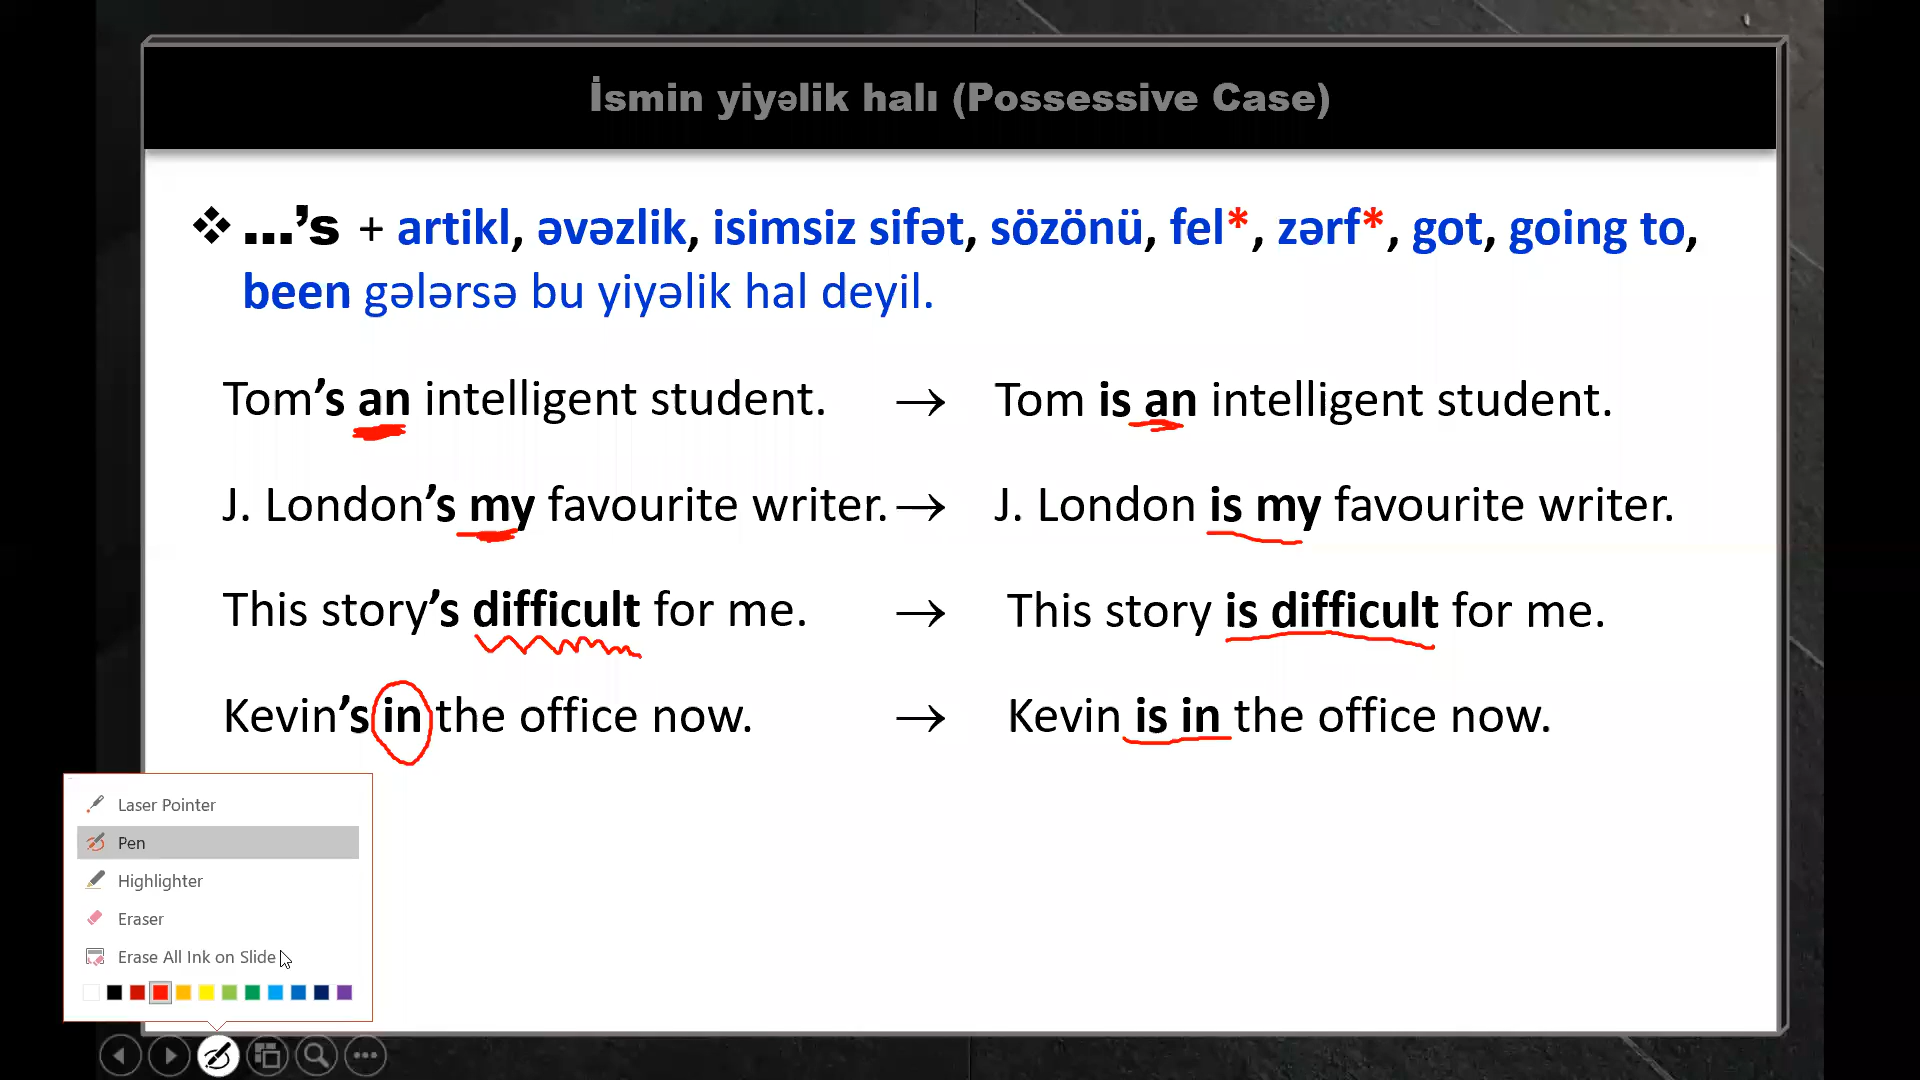 İsmin yiyəlik halı (Possessive Case)
❖ ...’s + artikl, əvəzlik, isimsiz sifət, sözönü, fel*, zərf*, got, going to,
been gələrsə bu yiyəlik hal deyil.
Tom’s an intelligent student. → Tom is an intelligent student.
J. London’s my favourite writer. → J. London is my favourite writer.
This story’s difficult for me. → This story is difficult for me.
Kevin’s in the office now. → Kevin is in the office now.
Laser Pointer
Pen
Highlighter
Eraser
Erase All Ink on Slide